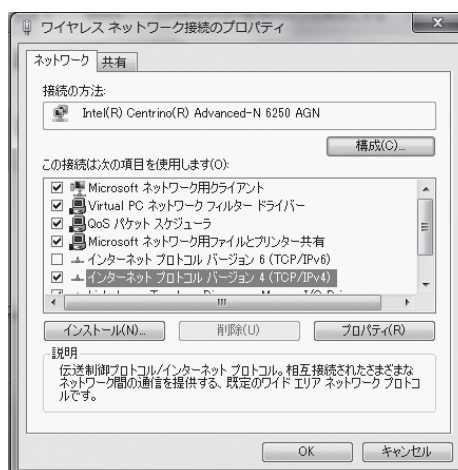 ワイヤレス ネットワーク接続のプロパティ
ネットワーク 共有
接続の方法:
Intel(R) Centrino(R) Advanced-N 6250 AGN
構成(C)...
この接続は次の項目を使用します(O):
Microsoft ネットワーク用クライアント
Virtual PC ネットワーク フィルター ドライバー
QoS パケット スケジューラ
Microsoft ネットワーク用ファイルとプリンター共有
インターネット プロトコル バージョン 6 (TCP/IPv6)
インターネット プロトコル バージョン 4 (TCP/IPv4)
インストール(N)... 削除(U) プロパティ(R)
説明
伝送制御プロトコル/インターネット プロトコル。相互接続されたさまざまな
ネットワーク間の通信を提供する、既定のワイド エリア ネットワーク プロトコ
ルです。
OK キャンセル